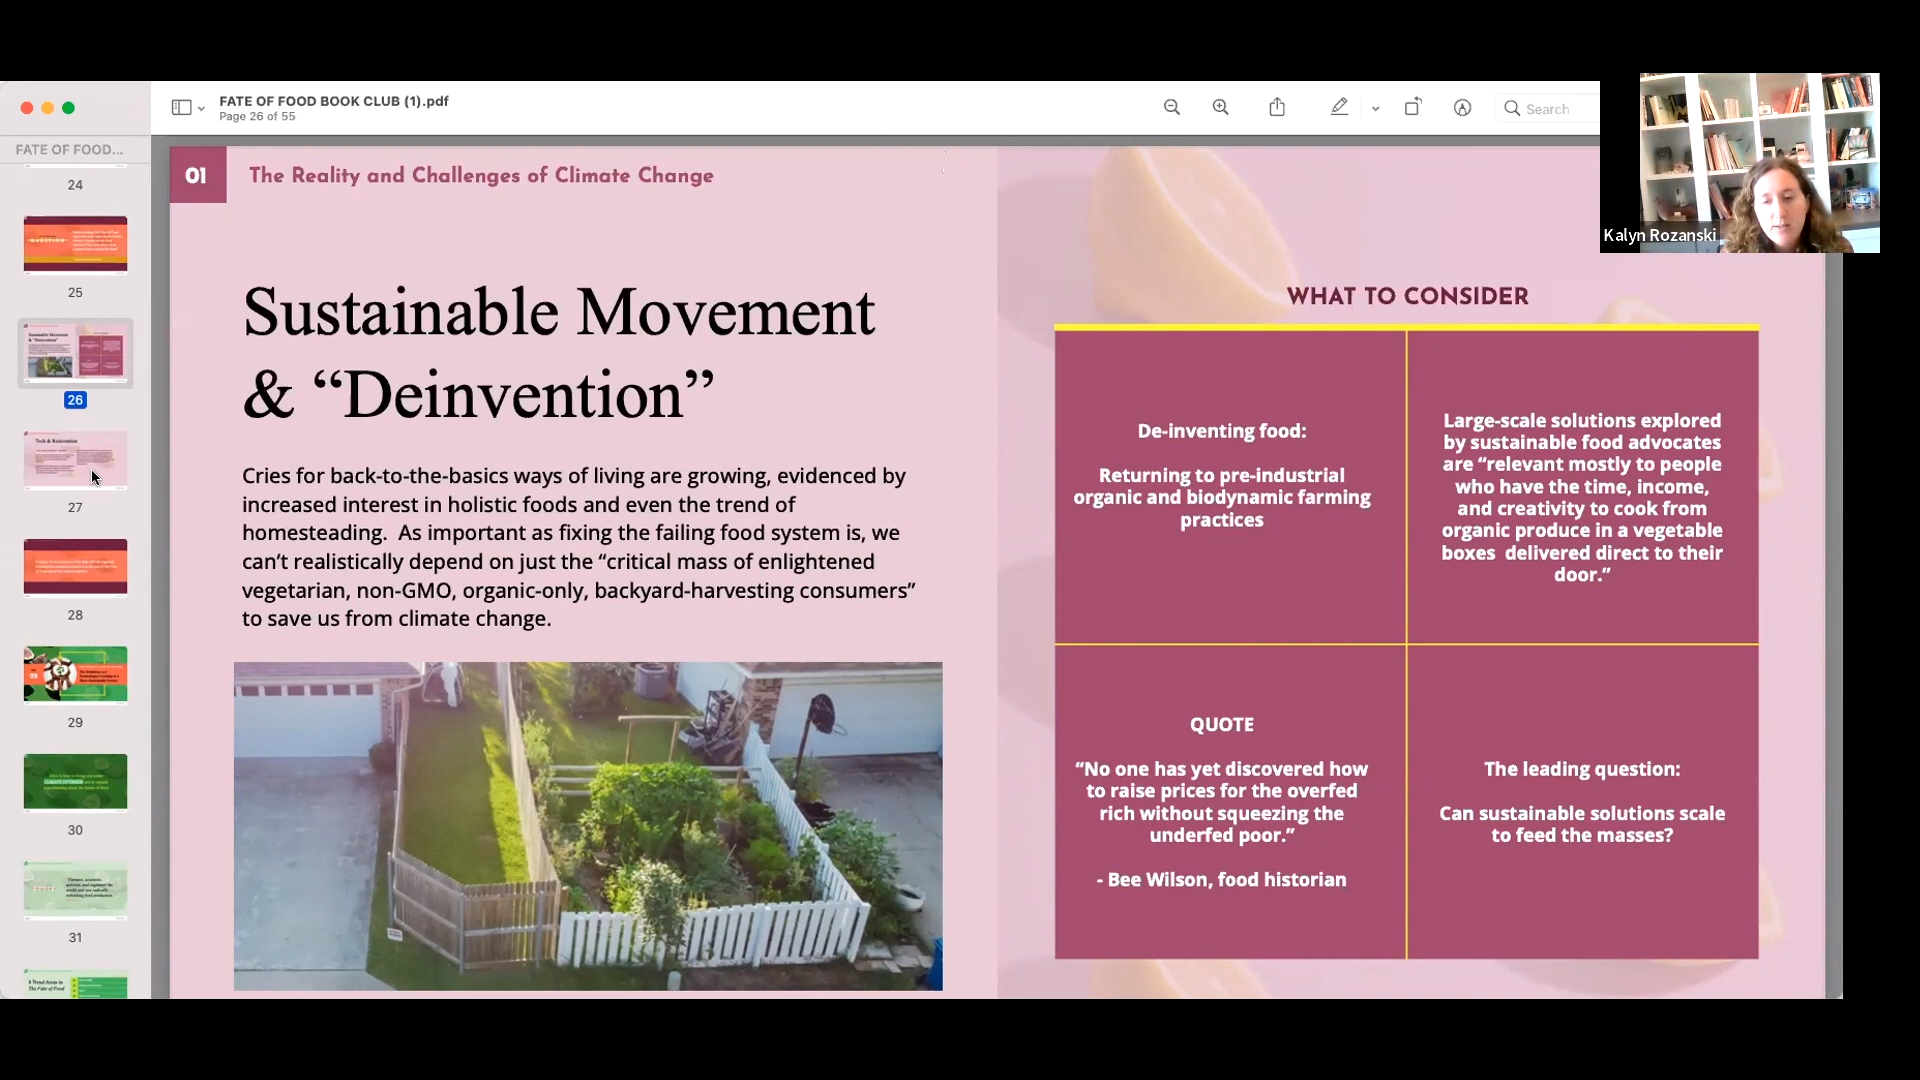 FATE OF FOOD BOOK CLUB (1).pdf
Page 26 of 55
Search
FATE OF FOOD...
24
25
26
27
28
29
30
31
Tech & Reinvention
01
The Reality and Challenges of Climate Change
Sustainable Movement
& “Deinvention”
Cries for back-to-the-basics ways of living are growing, evidenced by
increased interest in holistic foods and even the trend of
homesteading.  As important as fixing the failing food system is, we
can’t realistically depend on just the “critical mass of enlightened
vegetarian, non-GMO, organic-only, backyard-harvesting consumers”
to save us from climate change.
WHAT TO CONSIDER
De-inventing food:
Returning to pre-industrial
organic and biodynamic farming
practices
Large-scale solutions explored
by sustainable food advocates
are “relevant mostly to people
who have the time, income,
and creativity to cook from
organic produce in a vegetable
boxes  delivered direct to their
door.”
QUOTE
“No one has yet discovered how
to raise prices for the overfed
rich without squeezing the
underfed poor.”
- Bee Wilson, food historian
The leading question:
Can sustainable solutions scale
to feed the masses?
Kalyn Rozanski